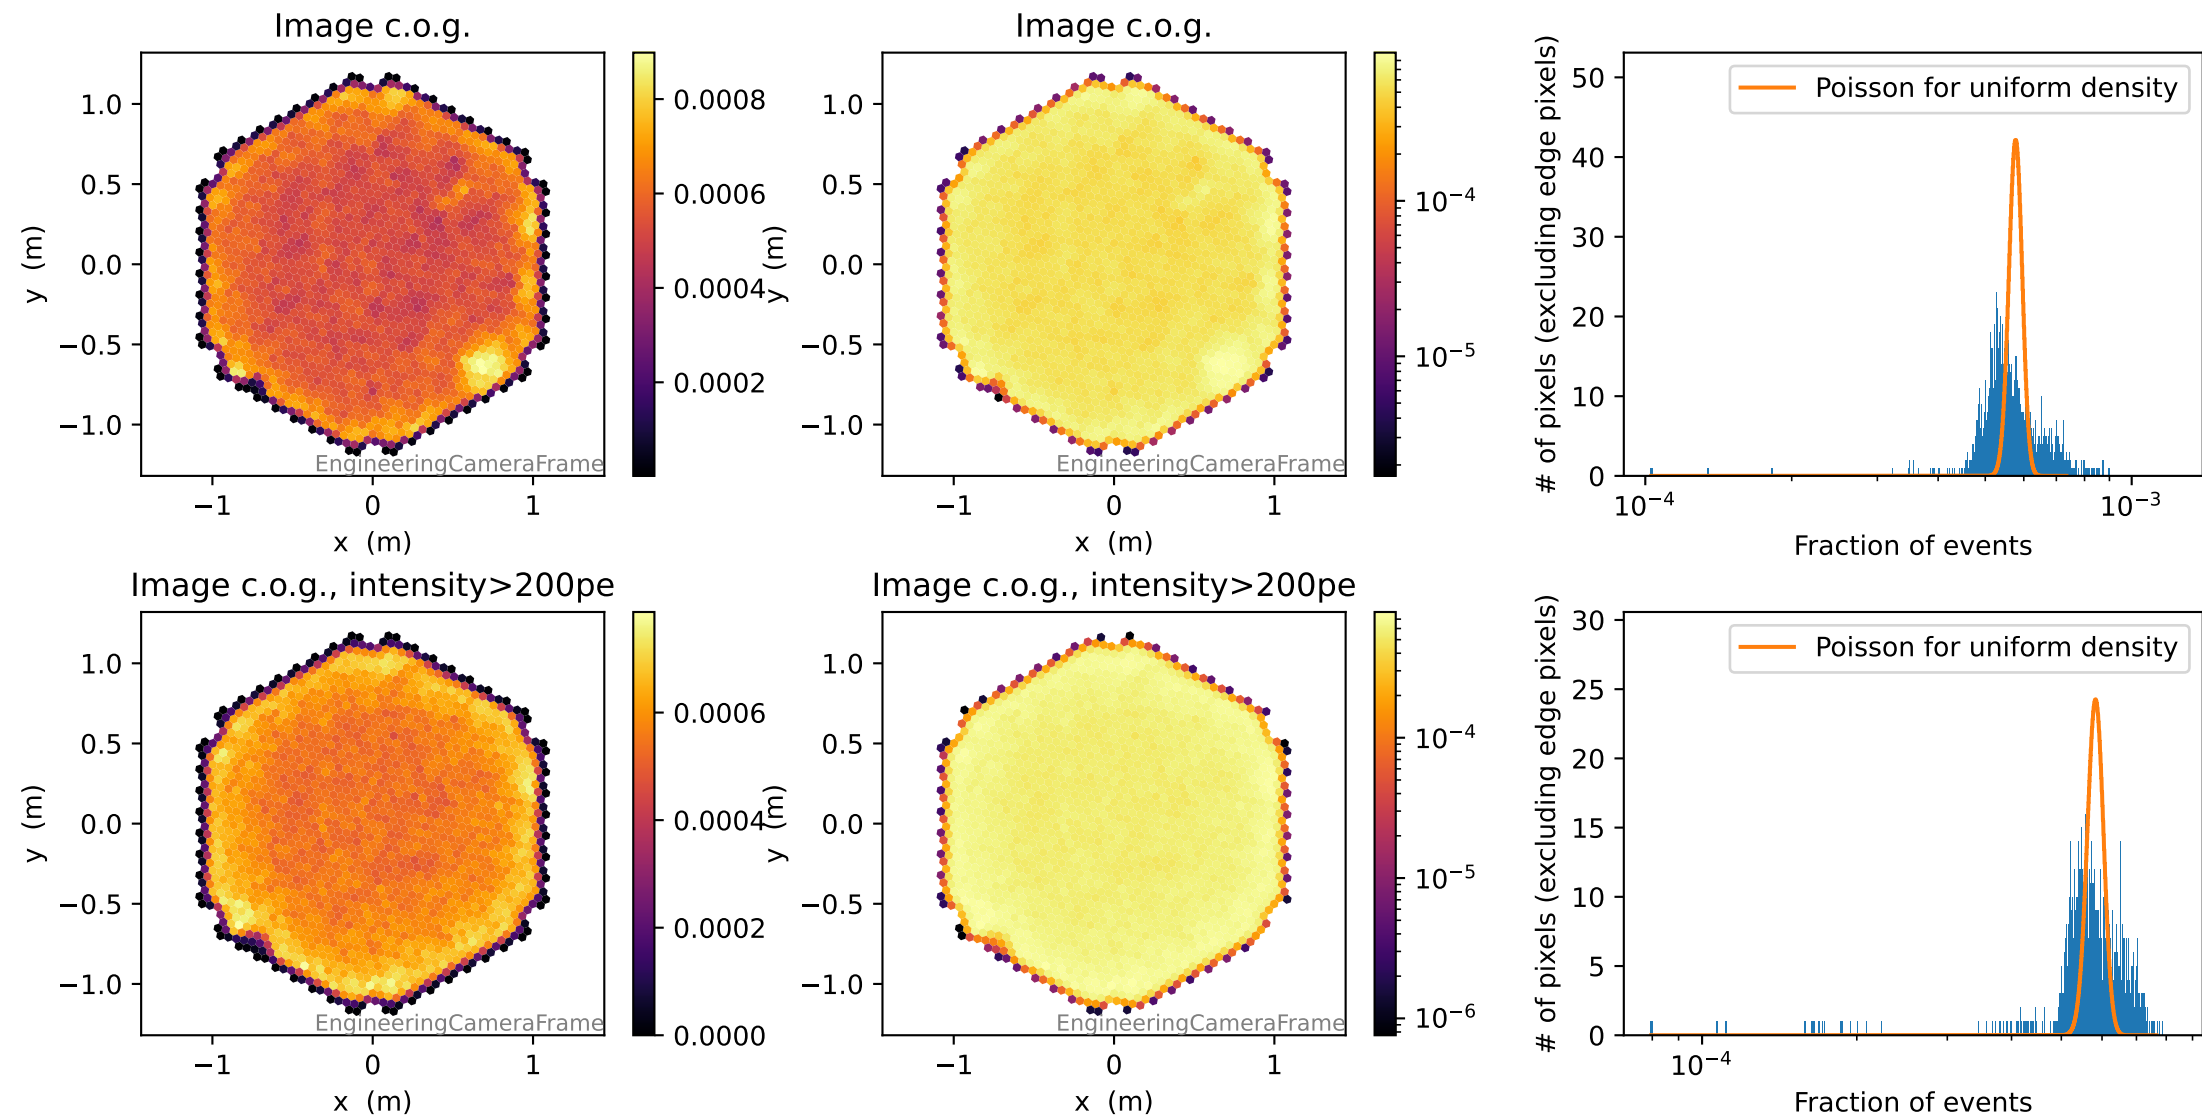 Image c.o.g.
1.0
0.5
0.0
−0.5
−1.0
y (m)
−1
0
1
x (m)
EngineeringCameraFrame
0.0008
0.0006
0.0004
0.0002
Image c.o.g.
1.0
0.5
0.0
−0.5
−1.0
y (m)
−1
0
1
x (m)
EngineeringCameraFrame
10⁻⁴
10⁻⁵
# of pixels (excluding edge pixels)
50
40
30
20
10
0
Poisson for uniform density
10⁻⁴
10⁻³
Fraction of events
Image c.o.g., intensity>200pe
1.0
0.5
0.0
−0.5
−1.0
y (m)
−1
0
1
x (m)
EngineeringCameraFrame
0.0006
0.0004
0.0002
0.0000
Image c.o.g., intensity>200pe
1.0
0.5
0.0
−0.5
−1.0
y (m)
−1
0
1
x (m)
EngineeringCameraFrame
10⁻⁴
10⁻⁵
10⁻⁶
# of pixels (excluding edge pixels)
30
25
20
15
10
5
0
Poisson for uniform density
10⁻⁴
Fraction of events